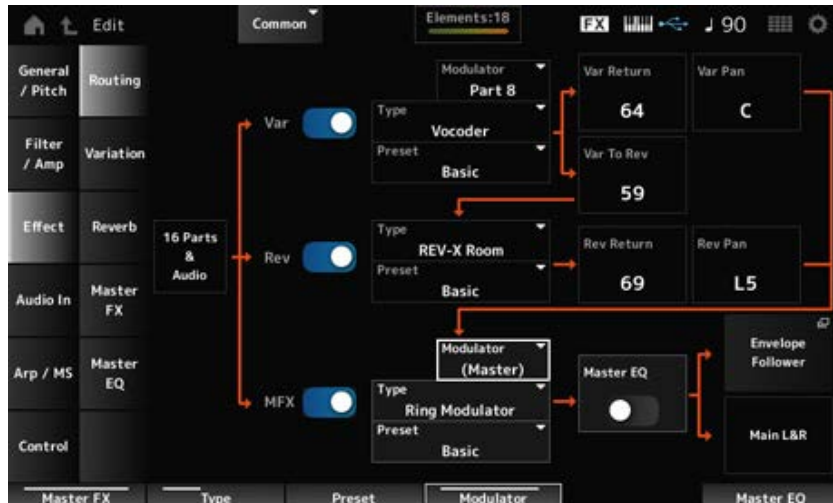 Edit
Common
Elements:18
FX
90
General
/ Pitch
Filter
/ Amp
Effect
Audio In
Arp / MS
Control
Routing
Variation
Reverb
Master
FX
Master
EQ
16 Parts
&
Audio
Var
Modulator
Part 8
Type
Vocoder
Preset
Basic
Var Return
64
Var Pan
C
Var To Rev
59
Rev
Type
REV-X Room
Preset
Basic
Rev Return
69
Rev Pan
L5
MFX
Modulator
(Master)
Type
Ring Modulator
Preset
Basic
Master EQ
Envelope
Follower
Main L&R
Master FX
Type
Preset
Modulator
Master EQ